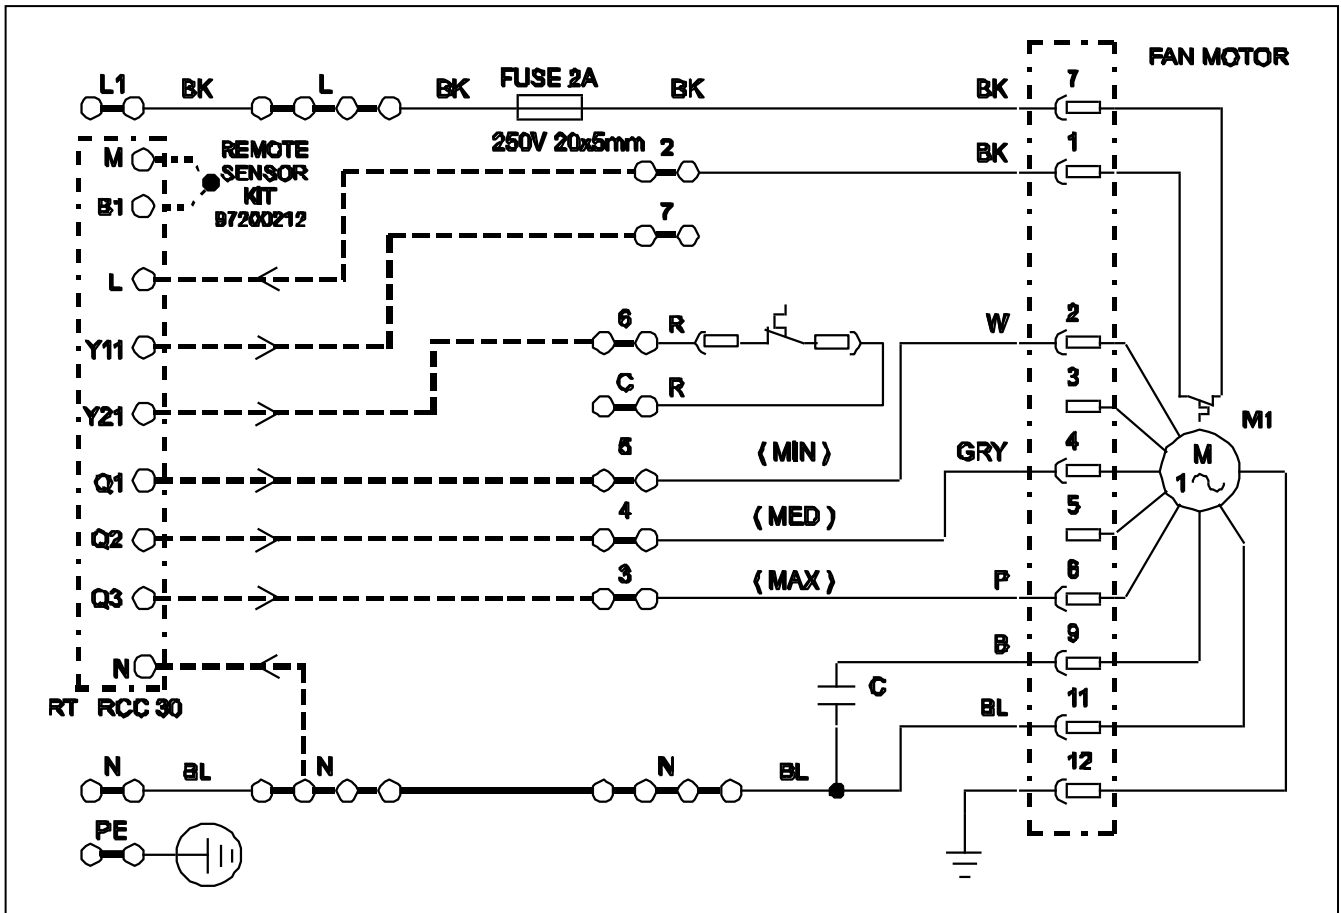 FAN MOTOR
L1 BK L BK FUSE 2A BK BK 7
250V 20x5mm
M REMOTE 2 BK 1
SENSOR
B1 KIT
97200212 7
L
Y11 6 R W 2
C R 3
Y21 M1
Q1 5 ( MIN ) GRY 4 M
1
Q2 4 ( MED ) 5
Q3 3 ( MAX ) P 6
B 9
N C
RT RCC 30 BL 11
N BL N N BL 12
PE